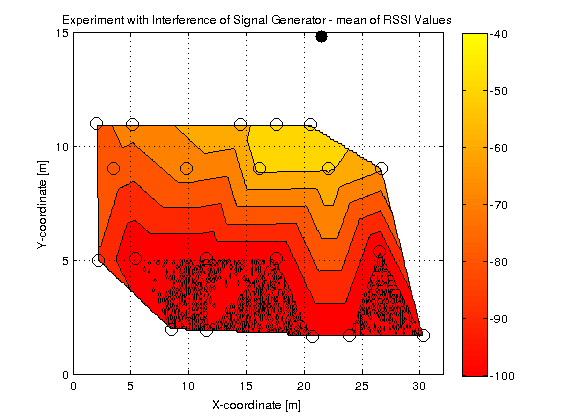 Experiment with Interference of Signal Generator - mean of RSSI Values
15
10
5
0
Y-coordinate [m]
0 5 10 15 20 25 30
X-coordinate [m]
-40
-50
-60
-70
-80
-90
-100